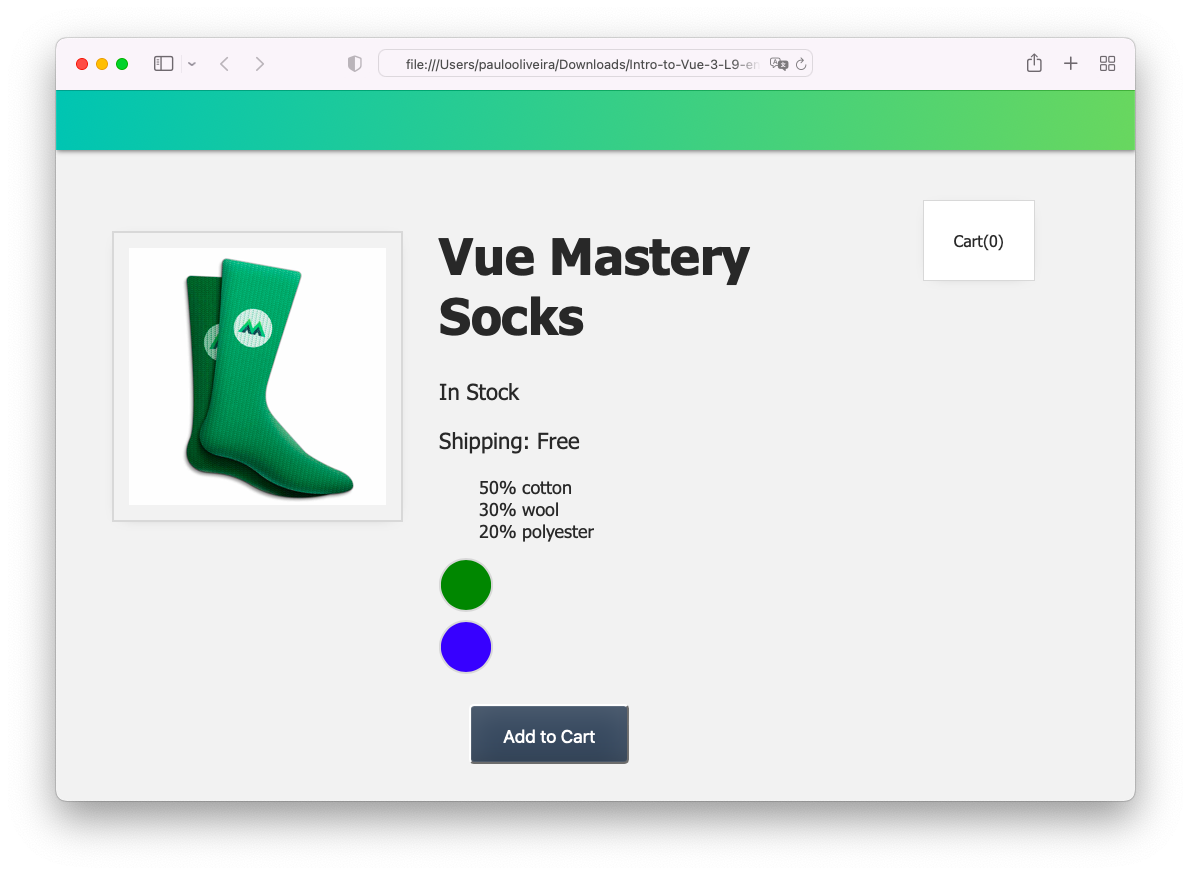 file:///Users/paulooliveira/Downloads/Intro-to-Vue-3-L9-en
Cart(0)
Vue Mastery
Socks
In Stock
Shipping: Free
50% cotton
30% wool
20% polyester
Add to Cart